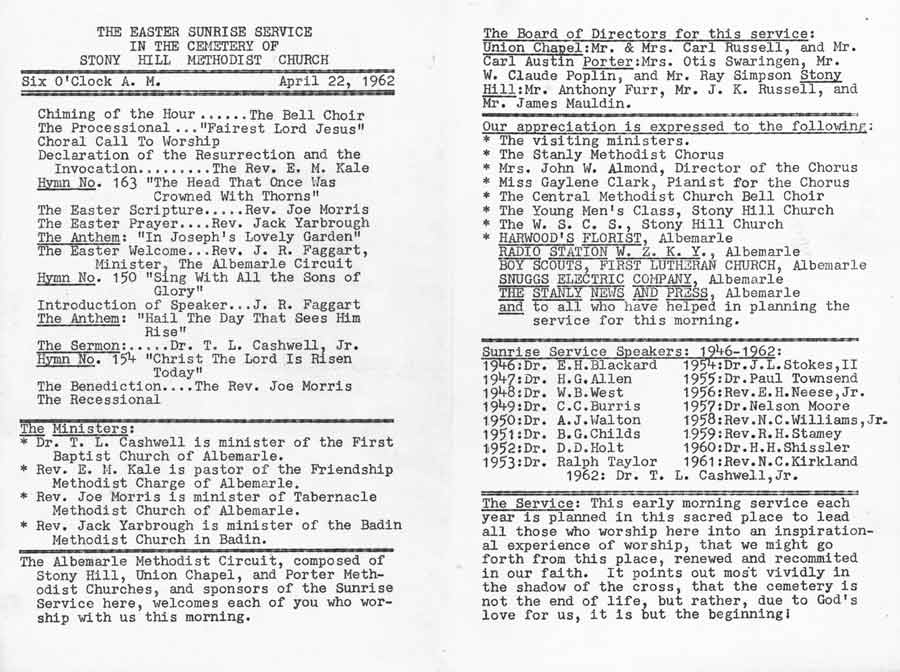 THE EASTER SUNRISE SERVICE
IN THE CEMETERY OF
STONY HILL METHODIST CHURCH
Six O'Clock A. M. April 22, 1962
Chiming of the Hour ......The Bell Choir
The Processional ..."Fairest Lord Jesus"
Choral Call To Worship
Declaration of the Resurrection and the
Invocation.........The Rev. E. M. Kale
Hymn No. 163 "The Head That Once Was
Crowned With Thorns"
The Easter Scripture.....Rev. Joe Morris
The Easter Prayer....Rev. Jack Yarbrough
The Anthem: "In Joseph's Lovely Garden"
The Easter Welcome...Rev. J. R. Faggart,
Minister, The Albemarle Circuit
Hymn No. 150 "Sing With All the Sons of
Glory"
Introduction of Speaker...J. R. Faggart
The Anthem: "Hail The Day That Sees Him
Rise"
The Sermon:.....Dr. T. L. Cashwell, Jr.
Hymn No. 154 "Christ The Lord Is Risen
Today"
The Benediction....The Rev. Joe Morris
The Recessional
The Ministers:
* Dr. T. L. Cashwell is minister of the First
Baptist Church of Albemarle.
* Rev. E. M. Kale is pastor of the Friendship
Methodist Charge of Albemarle.
* Rev. Joe Morris is minister of Tabernacle
Methodist Church of Albemarle.
* Rev. Jack Yarbrough is minister of the Badin
Methodist Church in Badin.
The Albemarle Methodist Circuit, composed of
Stony Hill, Union Chapel, and Porter Meth-
odist Churches, and sponsors of the Sunrise
Service here, welcomes each of you who wor-
ship with us this morning.
The Board of Directors for this service:
Union Chapel:Mr. & Mrs. Carl Russell, and Mr.
Carl Austin Porter:Mrs. Otis Swaringen, Mr.
W. Claude Poplin, and Mr. Ray Simpson Stony
Hill:Mr. Anthony Furr, Mr. J. K. Russell, and
Mr. James Mauldin.
Our appreciation is expressed to the following:
* The visiting ministers.
* The Stanly Methodist Chorus
* Mrs. John W. Almond, Director of the Chorus
* Miss Gaylene Clark, Pianist for the Chorus
* The Central Methodist Church Bell Choir
* The Young Men's Class, Stony Hill Church
* The W. S. C. S., Stony Hill Church
* HARWOOD'S FLORIST, Albemarle
RADIO STATION W. Z. K. Y., Albemarle
BOY SCOUTS, FIRST LUTHERAN CHURCH, Albemarle
SNUGGS ELECTRIC COMPANY, Albemarle
THE STANLY NEWS AND PRESS, Albemarle
and to all who have helped in planning the
service for this morning.
Sunrise Service Speakers: 1946-1962:
1946:Dr. E.H.Blackard 1954:Dr.J.L.Stokes,II
1947:Dr. H.G.Allen 1955:Dr.Paul Townsend
1948:Dr. W.B.West 1956:Rev.E.H.Neese,Jr.
1949:Dr. C.C.Burris 1957:Dr.Nelson Moore
1950:Dr. A.J.Walton 1958:Rev.N.C.Williams,Jr.
1951:Dr. B.G.Childs 1959:Rev.R.H.Stamey
1952:Dr. D.D.Holt 1960:Dr.H.H.Shissler
1953:Dr. Ralph Taylor 1961:Rev.N.C.Kirkland
1962: Dr. T. L. Cashwell,Jr.
The Service: This early morning service each
year is planned in this sacred place to lead
all those who worship here into an inspiration-
al experience of worship, that we might go
forth from this place, renewed and recommited
in our faith. It points out most vividly in
the shadow of the cross, that the cemetery is
not the end of life, but rather, due to God's
love for us, it is but the beginning!